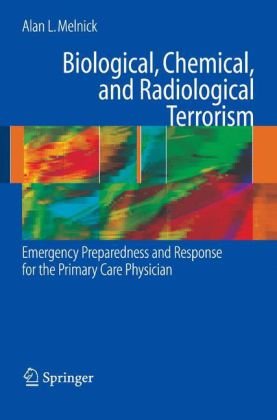 Alan L. Melnick
Biological, Chemical,
and Radiological
Terrorism
Emergency Preparedness and Response
for the Primary Care Physician
Springer